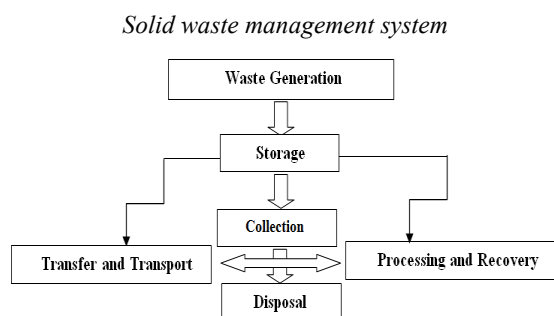 Solid waste management system
Waste Generation
Storage
Collection
Transfer and Transport
Processing and Recovery
Disposal